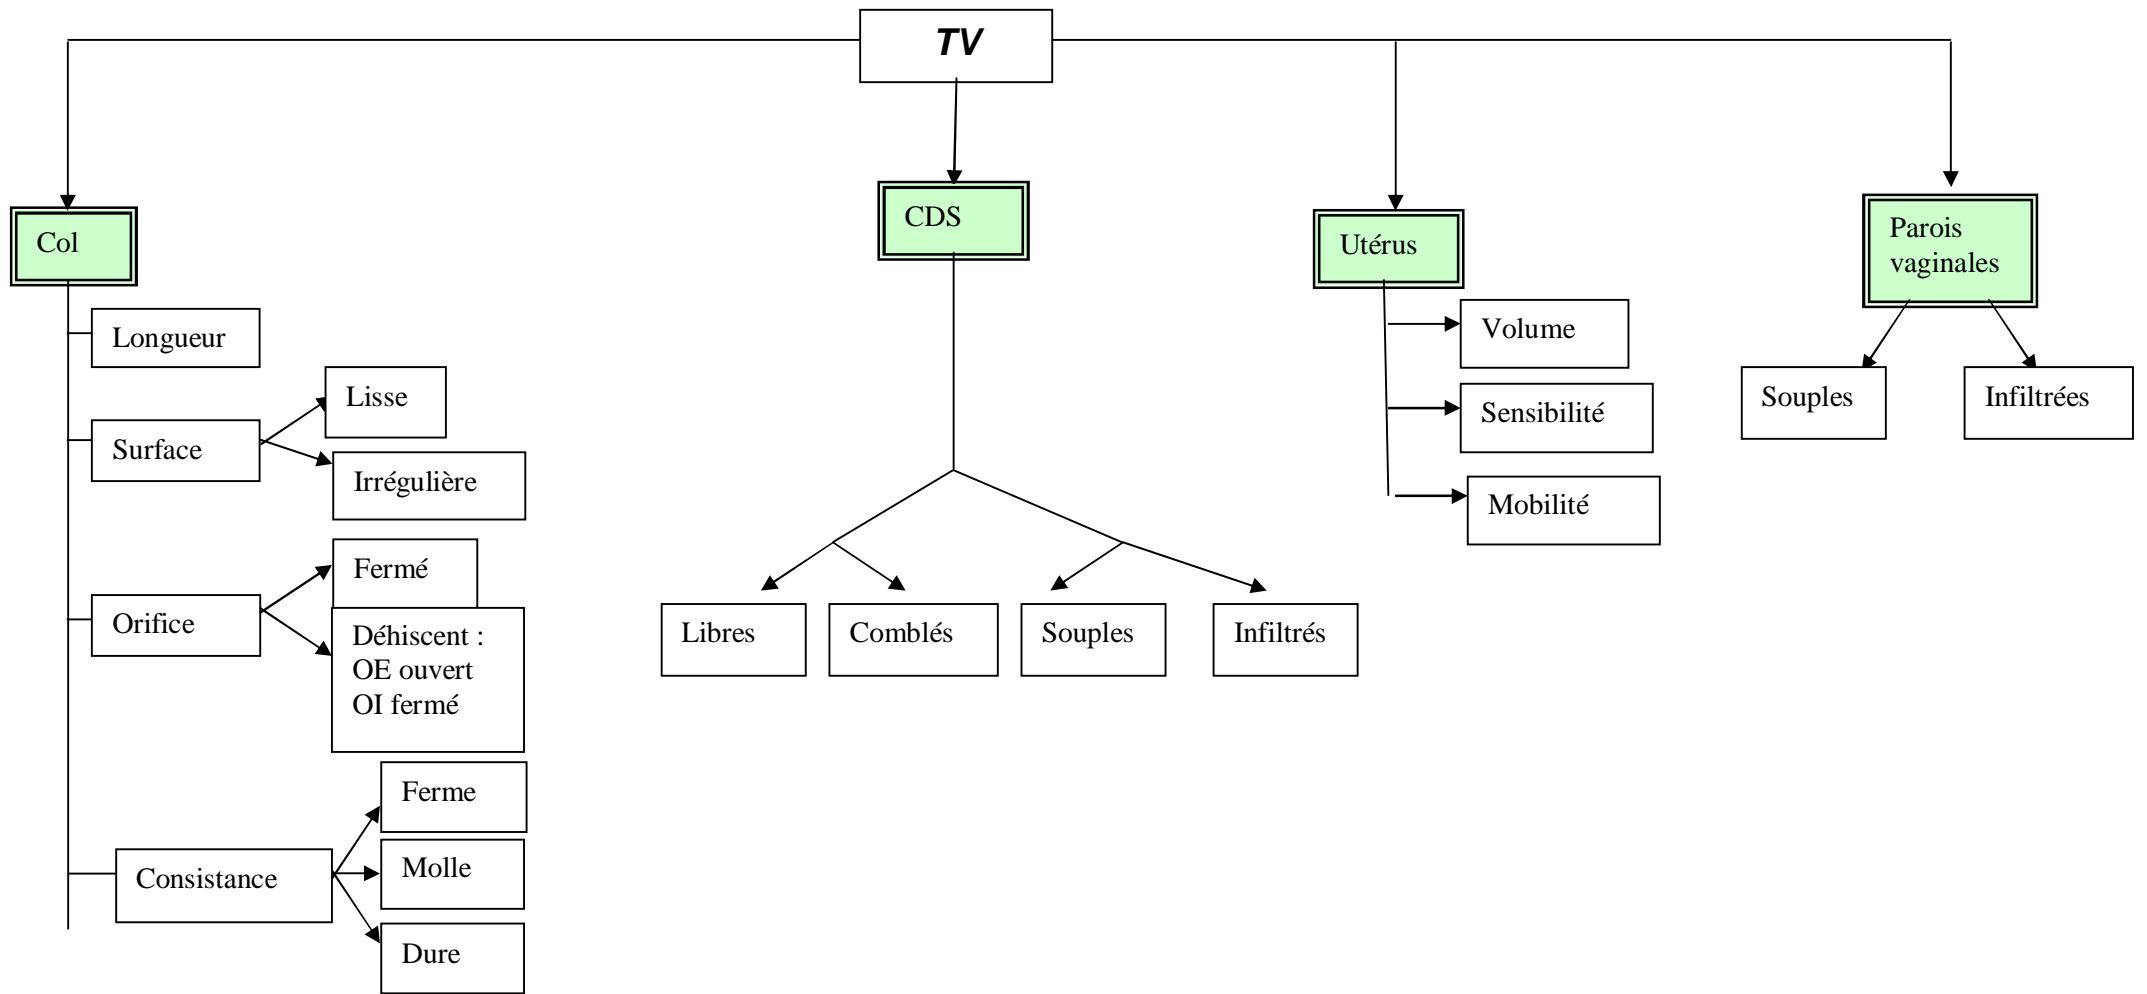 TV
Col
Longueur
Surface
Lisse
Irrégulière
Orifice
Fermé
Déhiscent :
OE ouvert
OI fermé
Consistance
Ferme
Molle
Dure
CDS
Libres
Comblés
Souples
Infiltrés
Utérus
Volume
Sensibilité
Mobilité
Parois
vaginales
Souples
Infiltrées